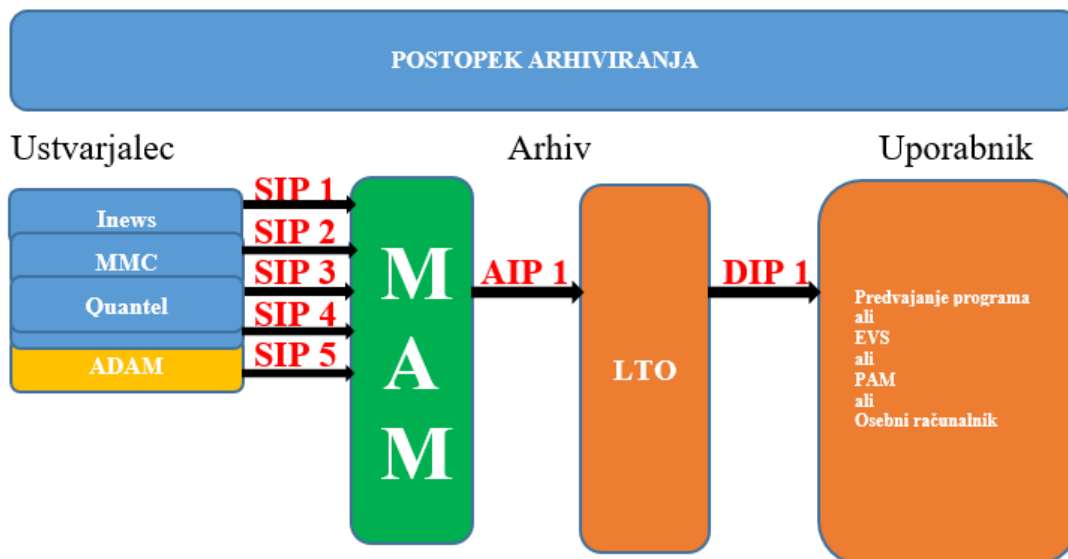 POSTOPEK ARHIVIRANJA
Ustvarjalec
Arhiv
Uporabnik
Inews
MMC
Quantel
ADAM
SIP 1
SIP 2
SIP 3
SIP 4
SIP 5
M
A
M
AIP 1
LTO
DIP 1
Predvajanje programa
ali
EVS
ali
PAM
ali
Osebni računalnik